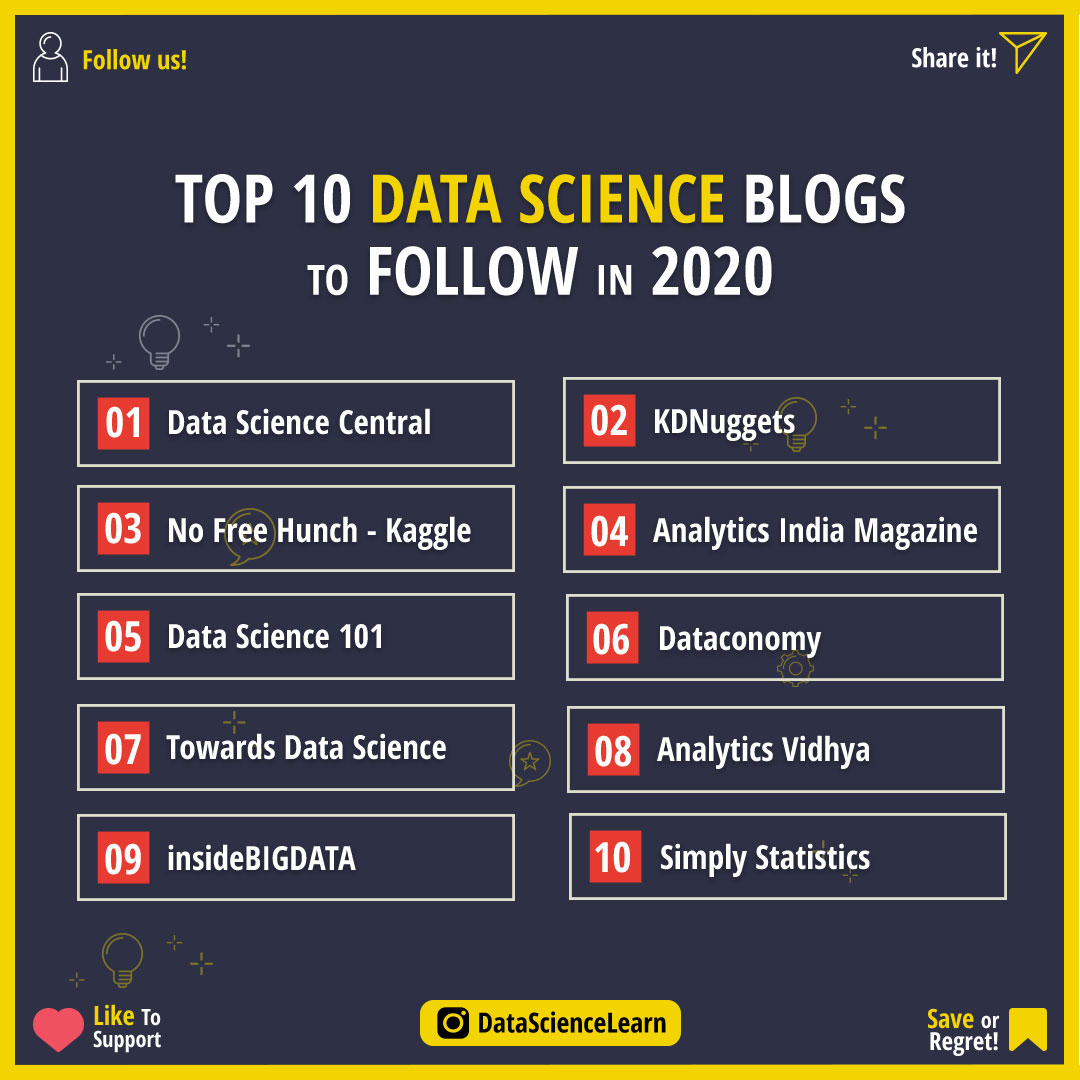 Follow us!
Share it!
TOP 10 DATA SCIENCE BLOGS
TO FOLLOW IN 2020
01 Data Science Central
02 KDNuggets
03 No Free Hunch - Kaggle
04 Analytics India Magazine
05 Data Science 101
06 Dataconomy
07 Towards Data Science
08 Analytics Vidhya
09 insideBIGDATA
10 Simply Statistics
Like To
Support
DataScienceLearn
Save or
Regret!